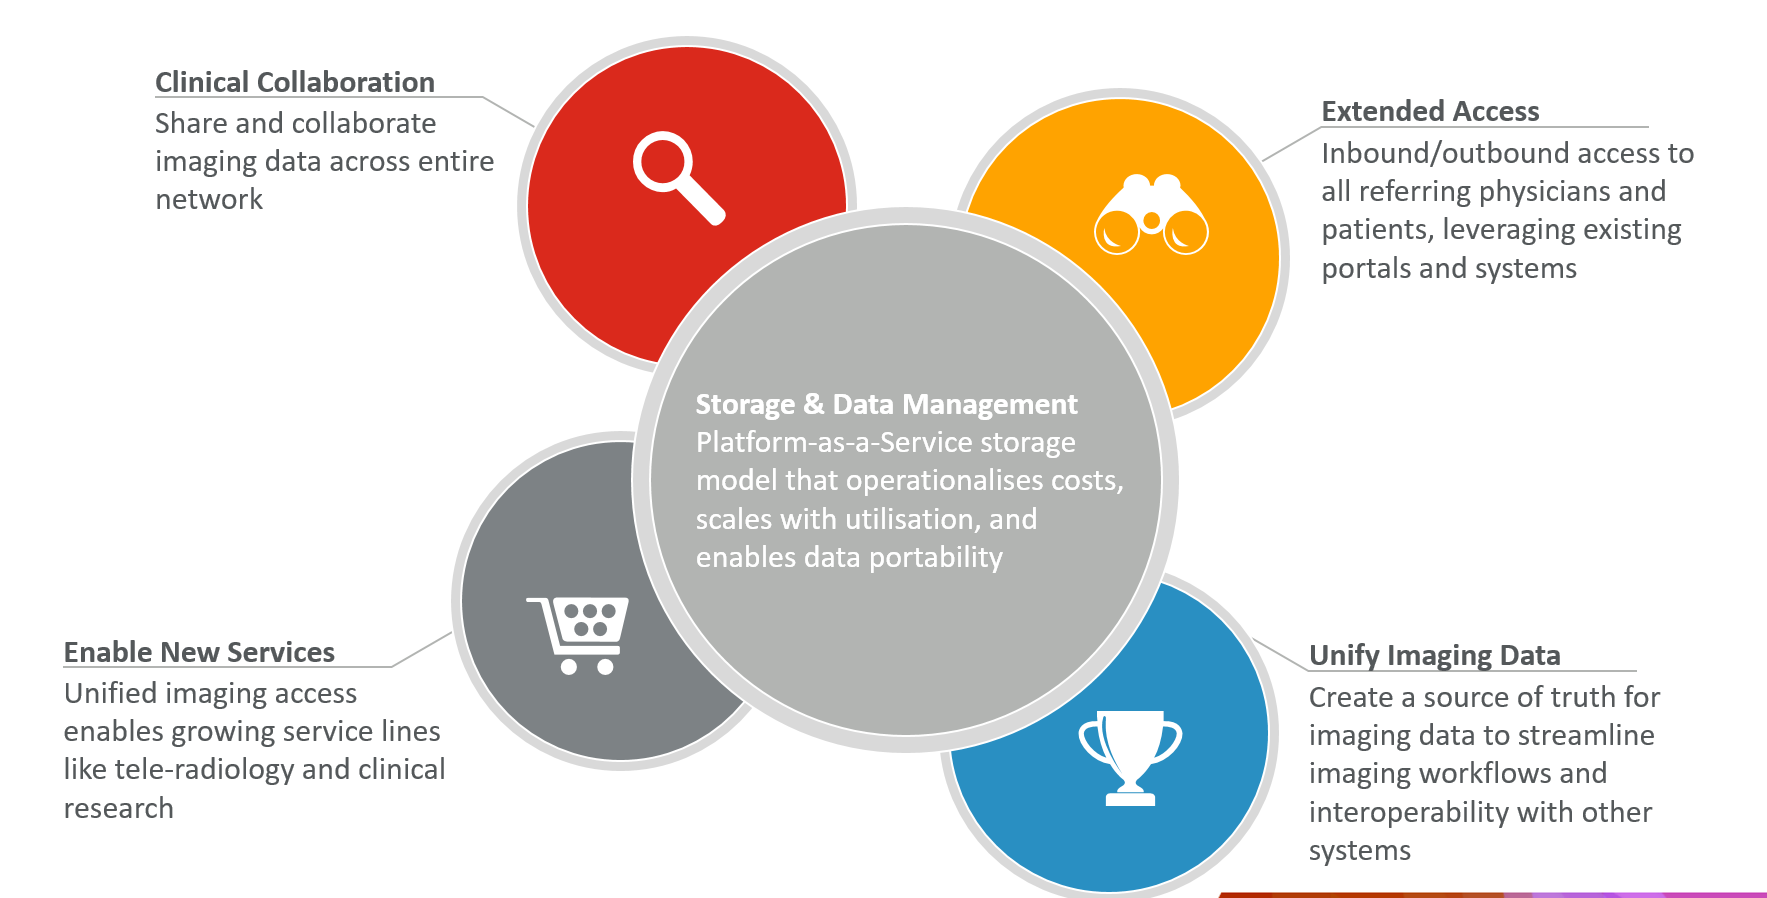 Clinical Collaboration
Share and collaborate
imaging data across entire
network
Extended Access
Inbound/outbound access to
all referring physicians and
patients, leveraging existing
portals and systems
Storage & Data Management
Platform-as-a-Service storage
model that operationalises costs,
scales with utilisation, and
enables data portability
Enable New Services
Unified imaging access
enables growing service lines
like tele-radiology and clinical
research
Unify Imaging Data
Create a source of truth for
imaging data to streamline
imaging workflows and
interoperability with other
systems